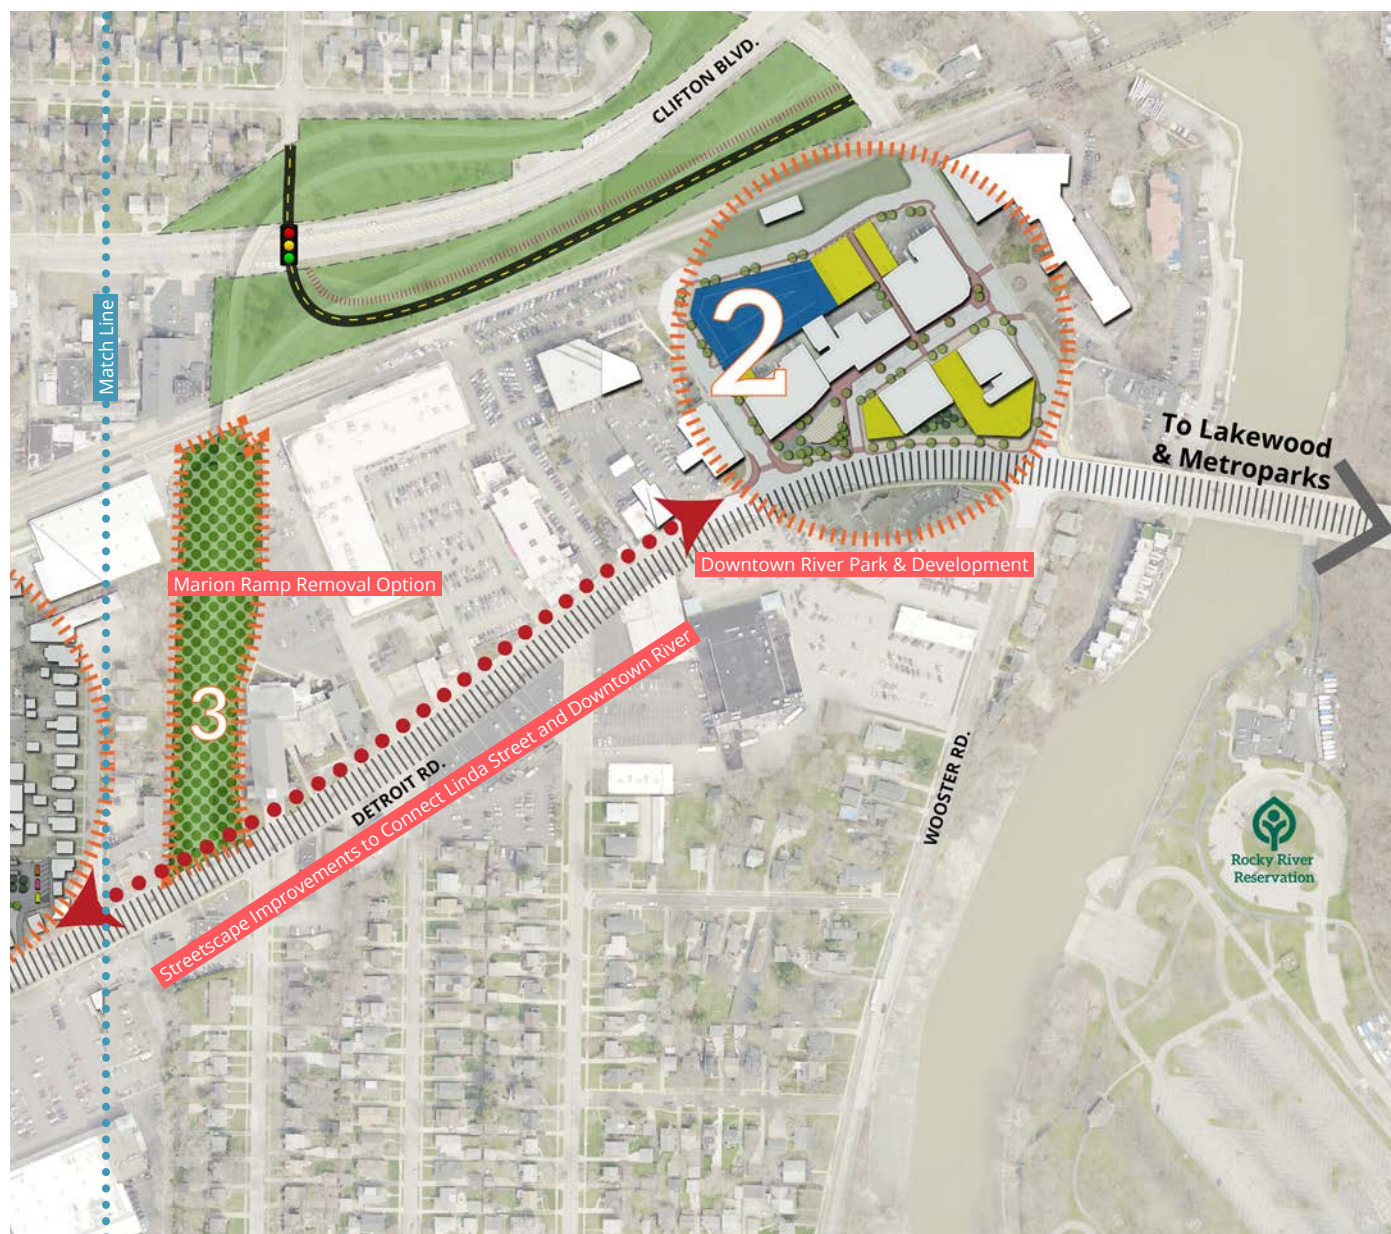 CLIFTON BLVD.
Match Line
2
To Lakewood
& Metroparks
Downtown River Park & Development
Marion Ramp Removal Option
3
Streetscape Improvements to Connect Linda Street and Downtown River
DETROIT RD.
WOOSTER RD.
Rocky River
Reservation